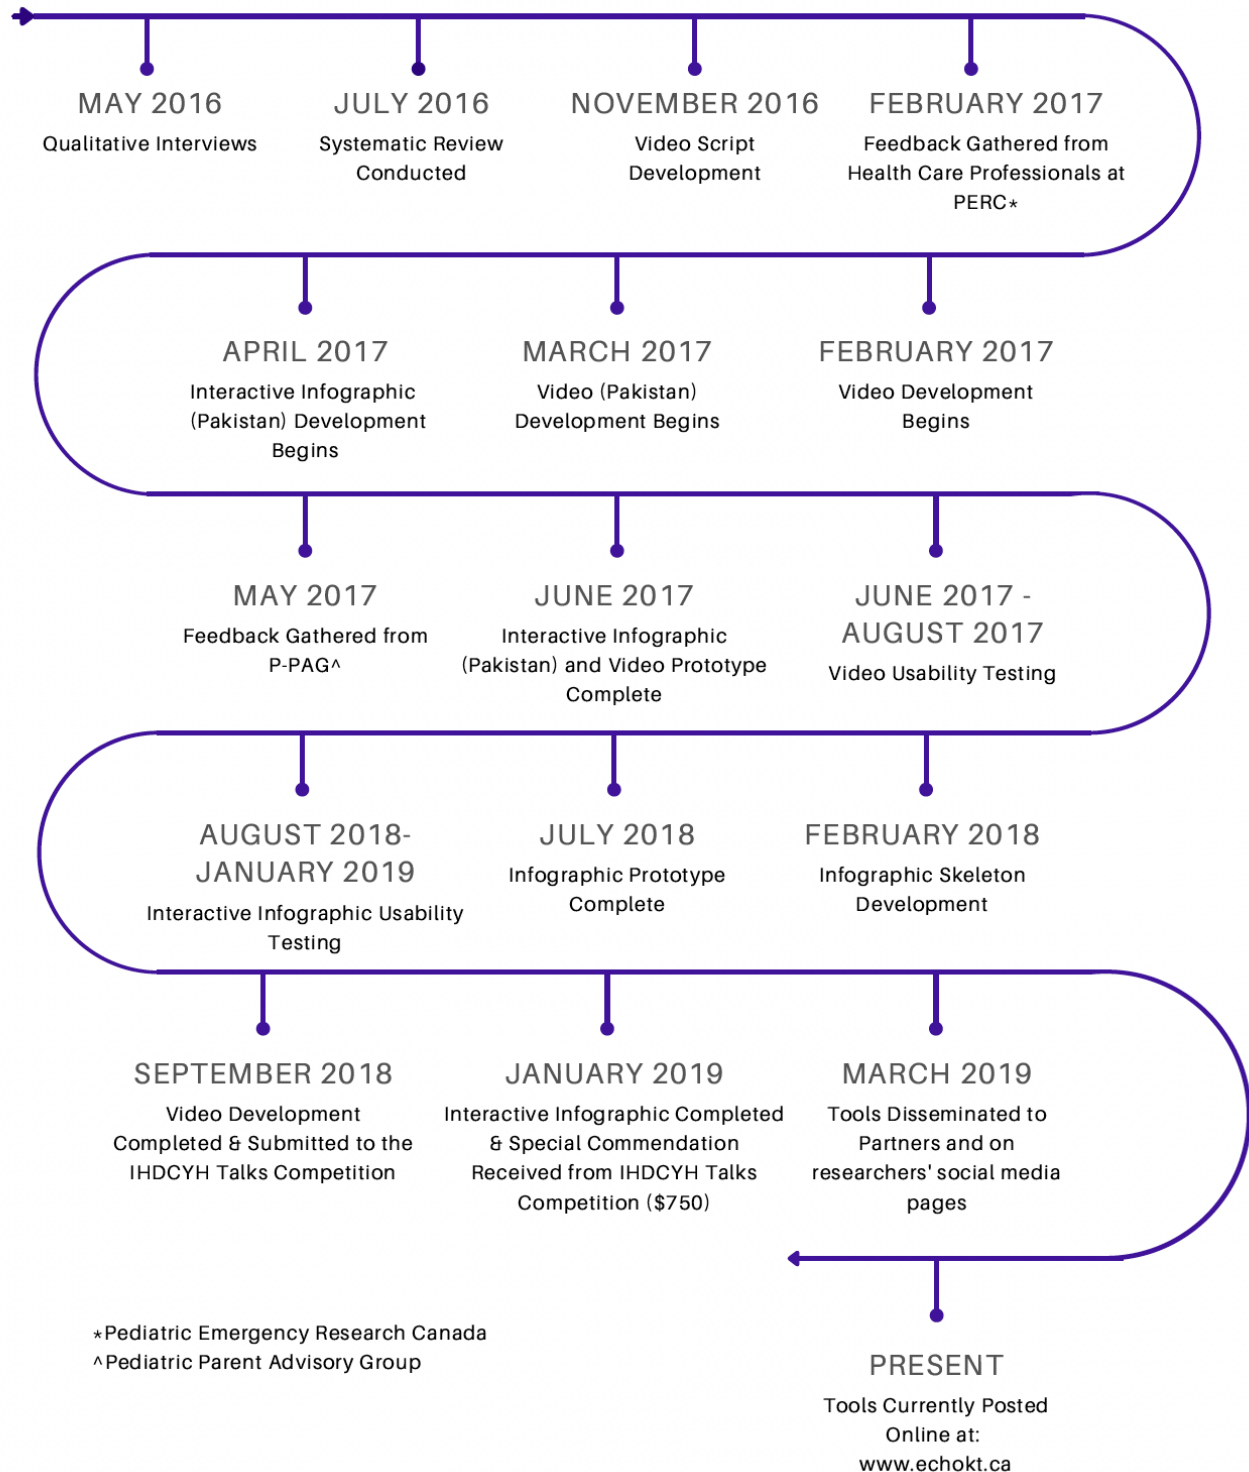 MAY 2016
Qualitative Interviews
JULY 2016
Systematic Review
Conducted
NOVEMBER 2016
Video Script
Development
FEBRUARY 2017
Feedback Gathered from
Health Care Professionals at
PERC*
FEBRUARY 2017
Video Development
Begins
MARCH 2017
Video (Pakistan)
Development Begins
APRIL 2017
Interactive Infographic
(Pakistan) Development
Begins
MAY 2017
Feedback Gathered from
P-PAG^
JUNE 2017
Interactive Infographic
(Pakistan) and Video Prototype
Complete
JUNE 2017 -
AUGUST 2017
Video Usability Testing
FEBRUARY 2018
Infographic Skeleton
Development
JULY 2018
Infographic Prototype
Complete
AUGUST 2018-
JANUARY 2019
Interactive Infographic Usability
Testing
SEPTEMBER 2018
Video Development
Completed & Submitted to the
IHDCYH Talks Competition
JANUARY 2019
Interactive Infographic Completed
& Special Commendation
Received from IHDCYH Talks
Competition ($750)
MARCH 2019
Tools Disseminated to
Partners and on
researchers' social media
pages
PRESENT
Tools Currently Posted
Online at:
www.echokt.ca
*Pediatric Emergency Research Canada
^Pediatric Parent Advisory Group